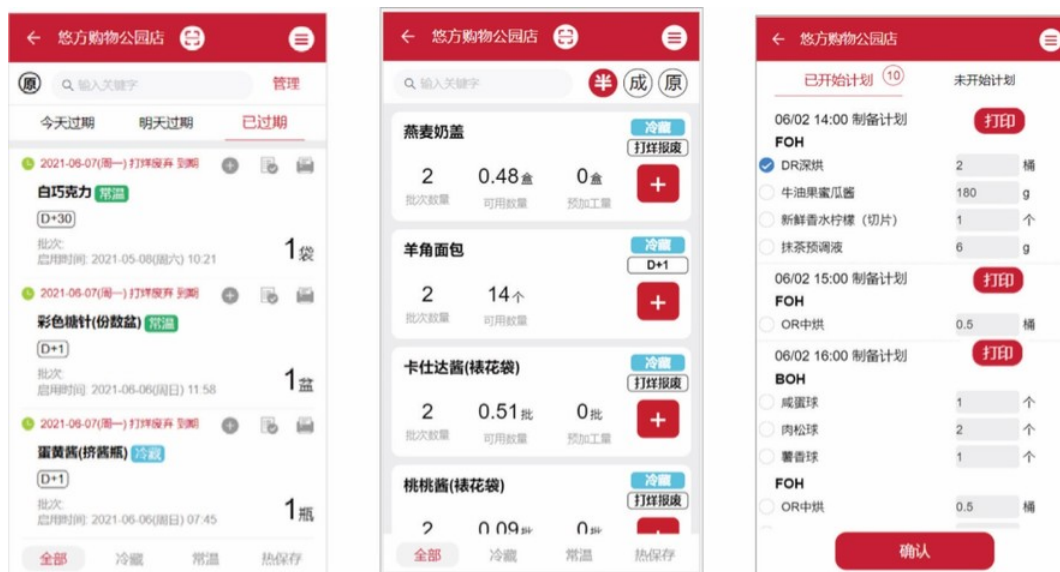 悠方购物公园店
原 输入关键字 管理
今天过期 明天过期 已过期
2021-06-07(周一) 打烊废弃 到期
白巧克力 常温
D+30
批次:
启用时间: 2021-05-08(周六) 10:21
1袋
2021-06-07(周一) 打烊废弃 到期
彩色糖针(份数盆) 常温
D+1
批次:
启用时间: 2021-06-06(周日) 11:58
1盆
2021-06-07(周一) 打烊废弃 到期
蛋黄酱(挤酱瓶) 冷藏
D+1
批次:
启用时间: 2021-06-06(周日) 07:45
1瓶
全部 冷藏 常温 热保存
悠方购物公园店
输入关键字 半 成 原
燕麦奶盖 冷藏
打烊报废
2 0.48盒 0盒
批次数量 可用数量 预加工量
羊角面包 冷藏
D+1
2 14个
批次数量 可用数量
卡仕达酱(裱花袋) 冷藏
打烊报废
2 0.51批 0批
批次数量 可用数量 预加工量
桃桃酱(裱花袋) 冷藏
打烊报废
2 0.09批 0批
全部 冷藏 常温 热保存
悠方购物公园店
已开始计划 10 未开始计划
06/02 14:00 制备计划 打印
FOH
DR深烘 2 桶
牛油果蜜瓜酱 180 g
新鲜香水柠檬（切片） 1 个
抹茶预调液 6 g
06/02 15:00 制备计划 打印
FOH
OR中烘 0.5 桶
06/02 16:00 制备计划 打印
BOH
咸蛋球 1 个
肉松球 2 个
薯香球 1 个
FOH
OR中烘 0.5 桶
确认